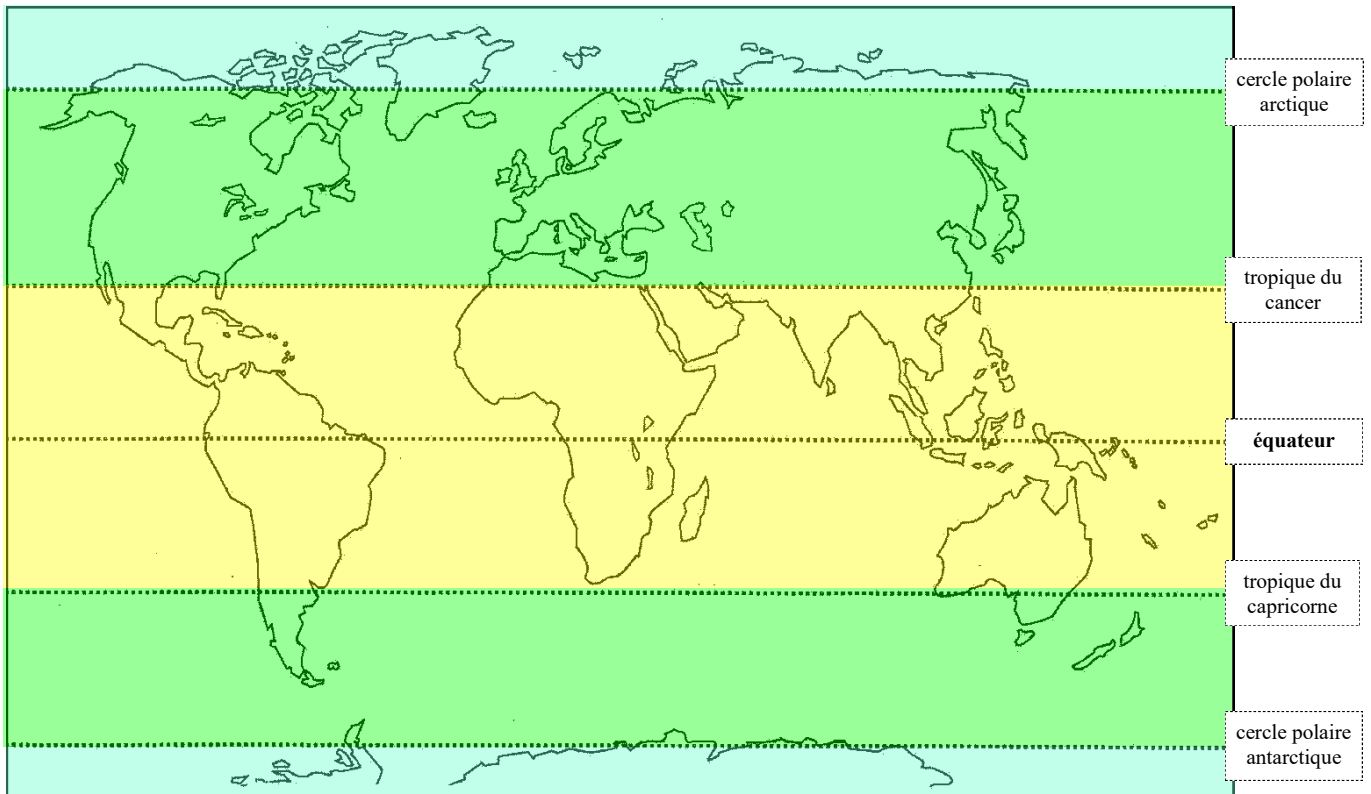 cercle polaire
arctique
tropique du
cancer
équateur
tropique du
capricorne
cercle polaire
antarctique